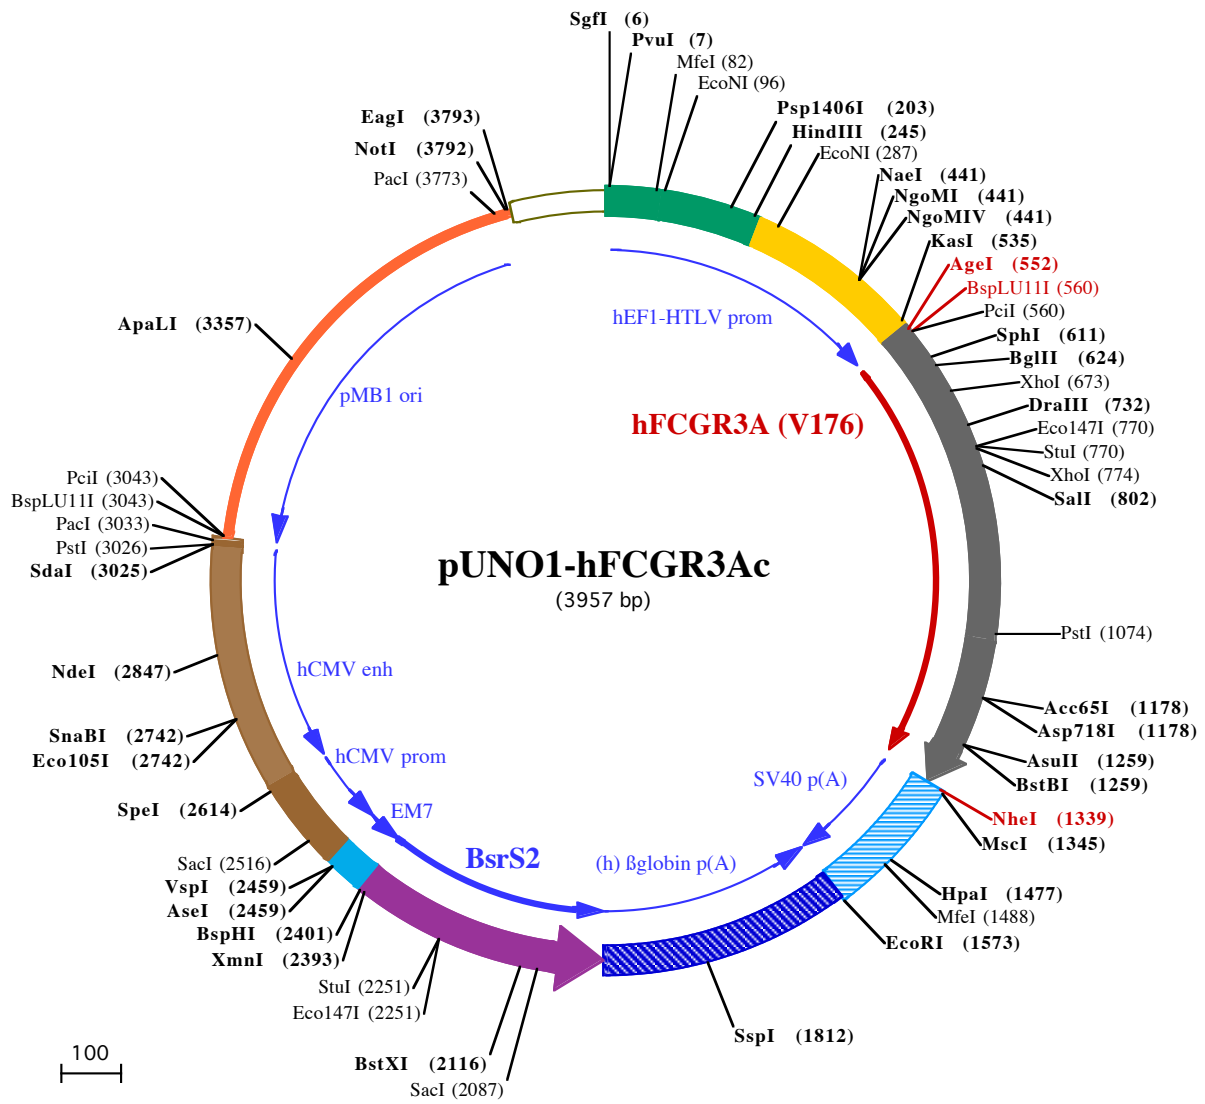 SgfI (6)
PvuI (7)
MfeI (82)
EcoNI (96)
Psp1406I (203)
HindIII (245)
EcoNI (287)
NaeI (441)
NgoMI (441)
NgoMIV (441)
KasI (535)
AgeI (552)
BspLU11I (560)
PciI (560)
SphI (611)
BglII (624)
XhoI (673)
DraIII (732)
Eco147I (770)
StuI (770)
XhoI (774)
SalI (802)
PstI (1074)
Acc65I (1178)
Asp718I (1178)
AsuII (1259)
BstBI (1259)
NheI (1339)
MscI (1345)
HpaI (1477)
MfeI (1488)
EcoRI (1573)
SspI (1812)
SacI (2087)
BstXI (2116)
Eco147I (2251)
StuI (2251)
XmnI (2393)
BspHI (2401)
AseI (2459)
VspI (2459)
SacI (2516)
SpeI (2614)
Eco105I (2742)
SnaBI (2742)
NdeI (2847)
SdaI (3025)
PstI (3026)
PacI (3033)
BspLU11I (3043)
PciI (3043)
ApaLI (3357)
PacI (3773)
NotI (3792)
EagI (3793)
hEF1-HTLV prom
hFCGR3A (V176)
SV40 p(A)
(h) ßglobin p(A)
BsrS2
EM7
hCMV prom
hCMV enh
pMB1 ori
pUNO1-hFCGR3Ac
(3957 bp)
100